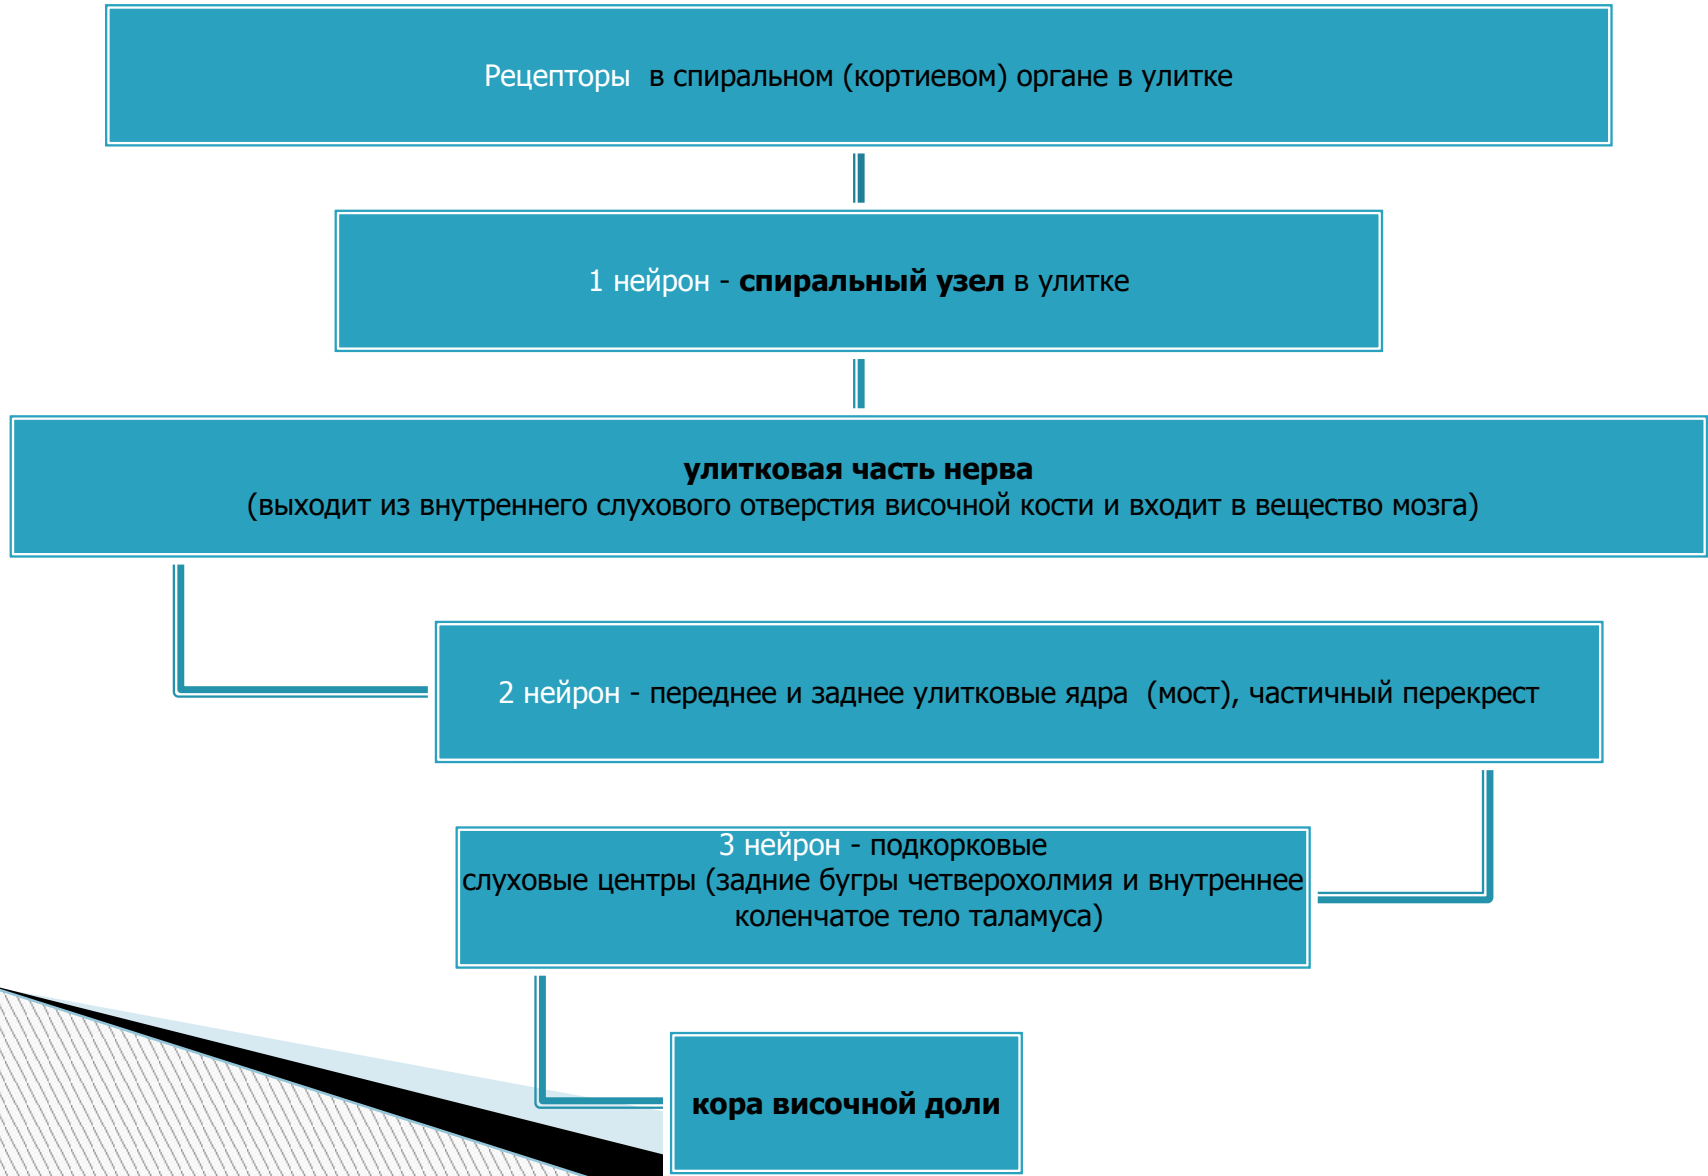 Рецепторы в спиральном (кортиевом) органе в улитке
1 нейрон - спиральный узел в улитке
улитковая часть нерва
(выходит из внутреннего слухового отверстия височной кости и входит в вещество мозга)
2 нейрон - переднее и заднее улитковые ядра (мост), частичный перекрест
3 нейрон - подкорковые
слуховые центры (задние бугры четверохолмия и внутреннее
коленчатое тело таламуса)
кора височной доли